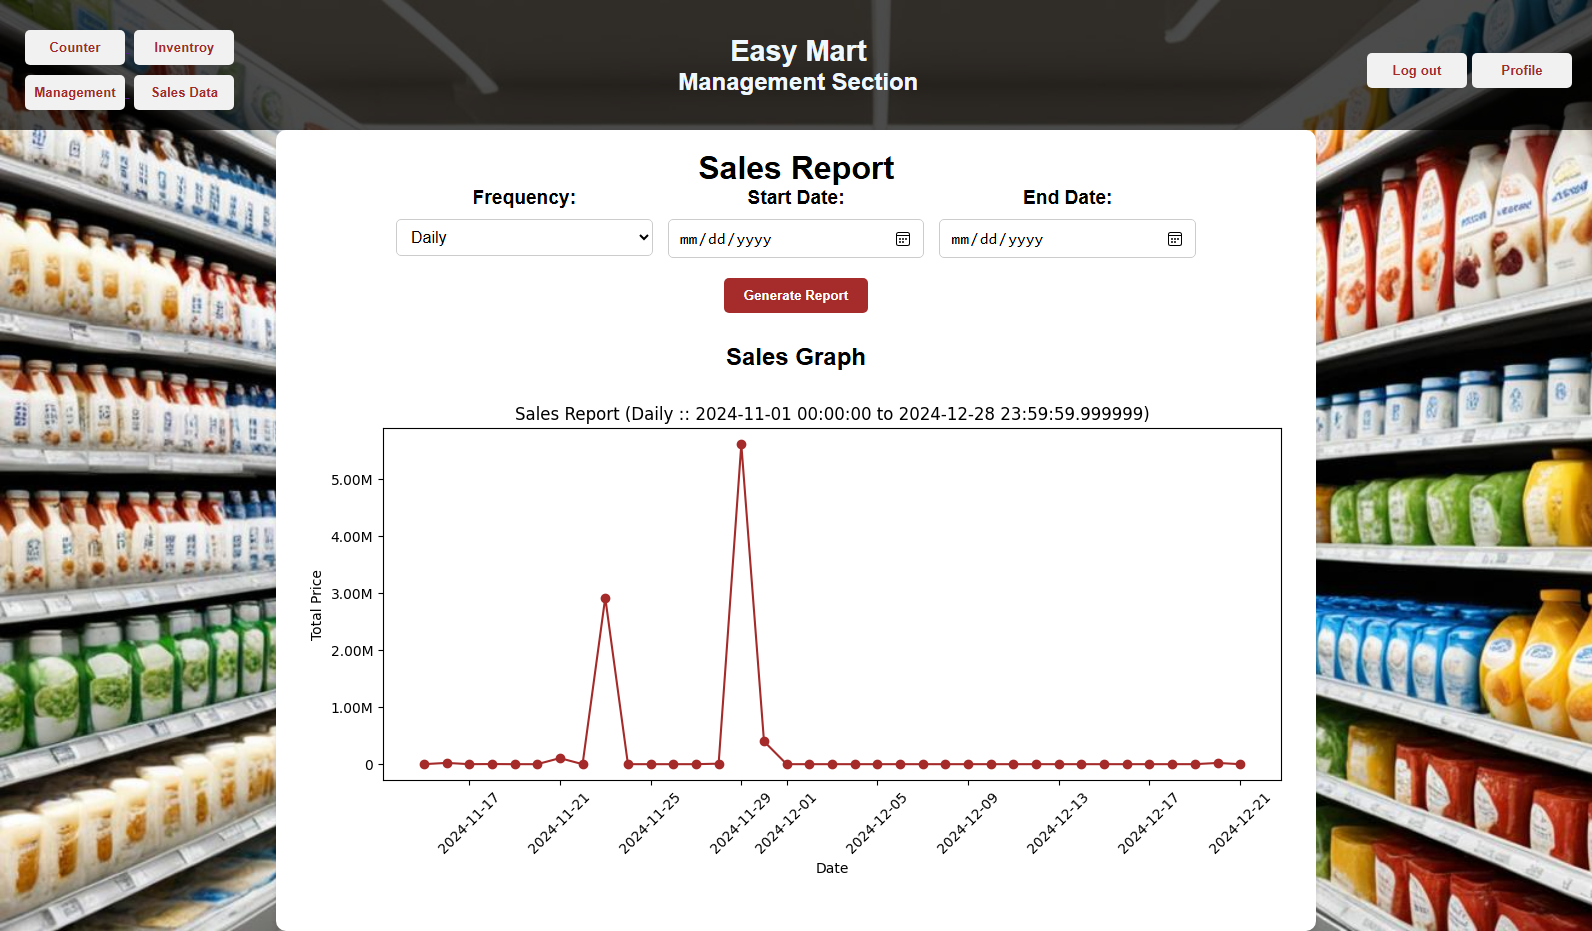 Counter
Inventroy
Management
Sales Data
Easy Mart
Management Section
Log out
Profile
Sales Report
Frequency:
Start Date:
End Date:
Daily
mm/dd/yyyy
mm/dd/yyyy
Generate Report
Sales Graph
Sales Report (Daily :: 2024-11-01 00:00:00 to 2024-12-28 23:59:59.999999)
Total Price
5.00M
4.00M
3.00M
2.00M
1.00M
0
2024-11-17
2024-11-21
2024-11-25
2024-11-29
2024-12-01
2024-12-05
2024-12-09
2024-12-13
2024-12-17
2024-12-21
Date